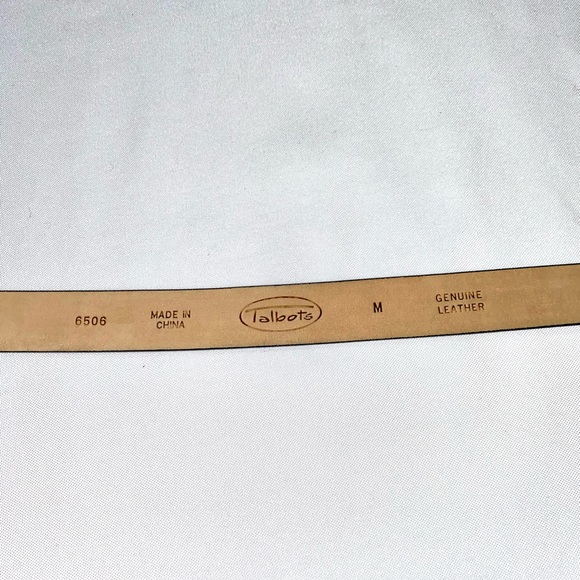 6506
MADE IN
CHINA
Talbots
M
GENUINE
LEATHER